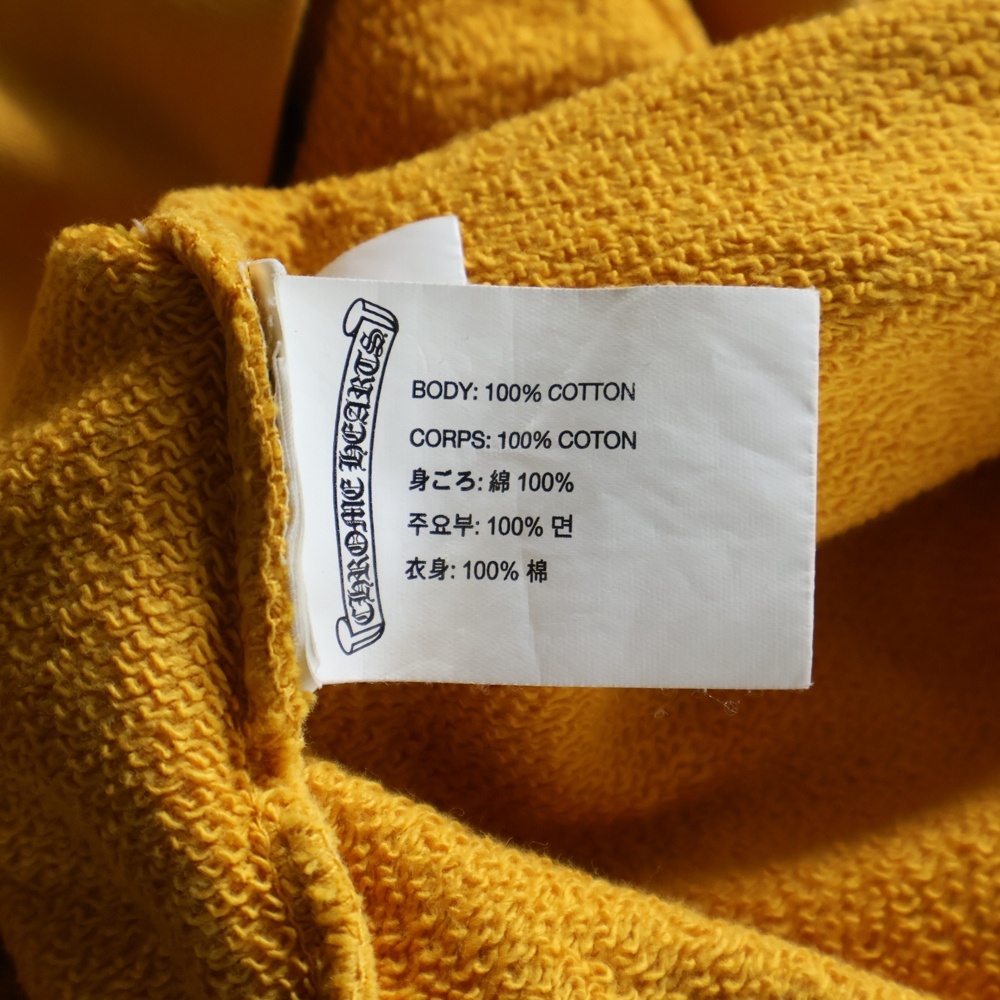 CHROME HEARTS
BODY: 100% COTTON
CORPS: 100% COTON
身ごろ: 綿 100%
주요부: 100% 면
衣身: 100% 棉